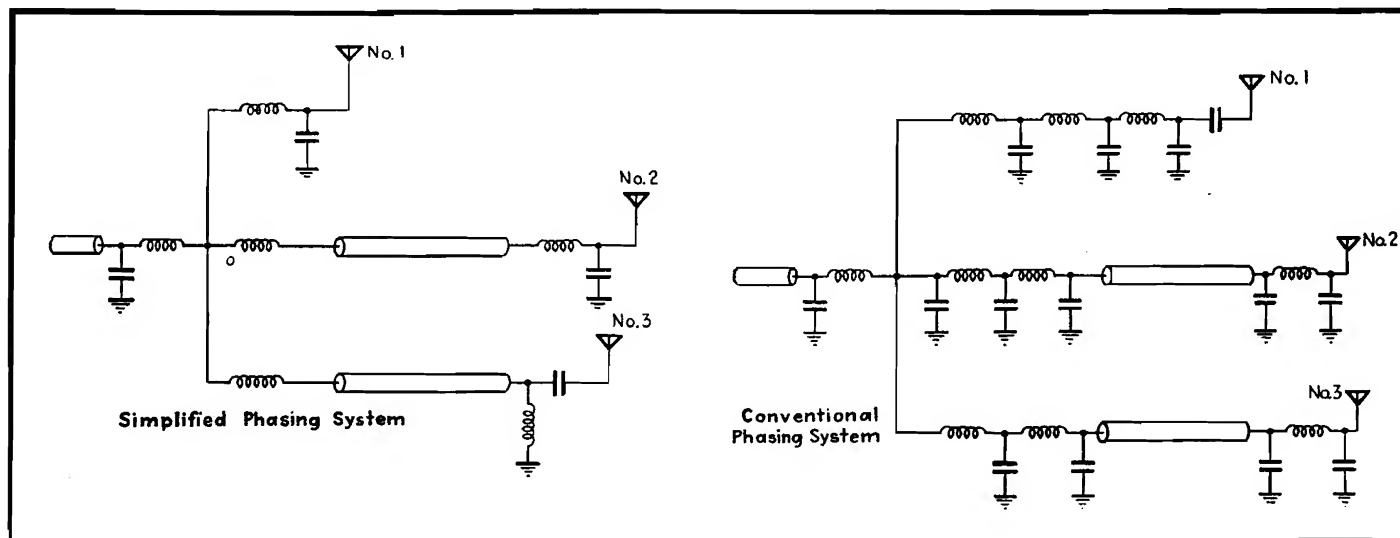 No.1
No.2
No.3
Simplified Phasing System
No.1
No.2
No.3
Conventional
Phasing System